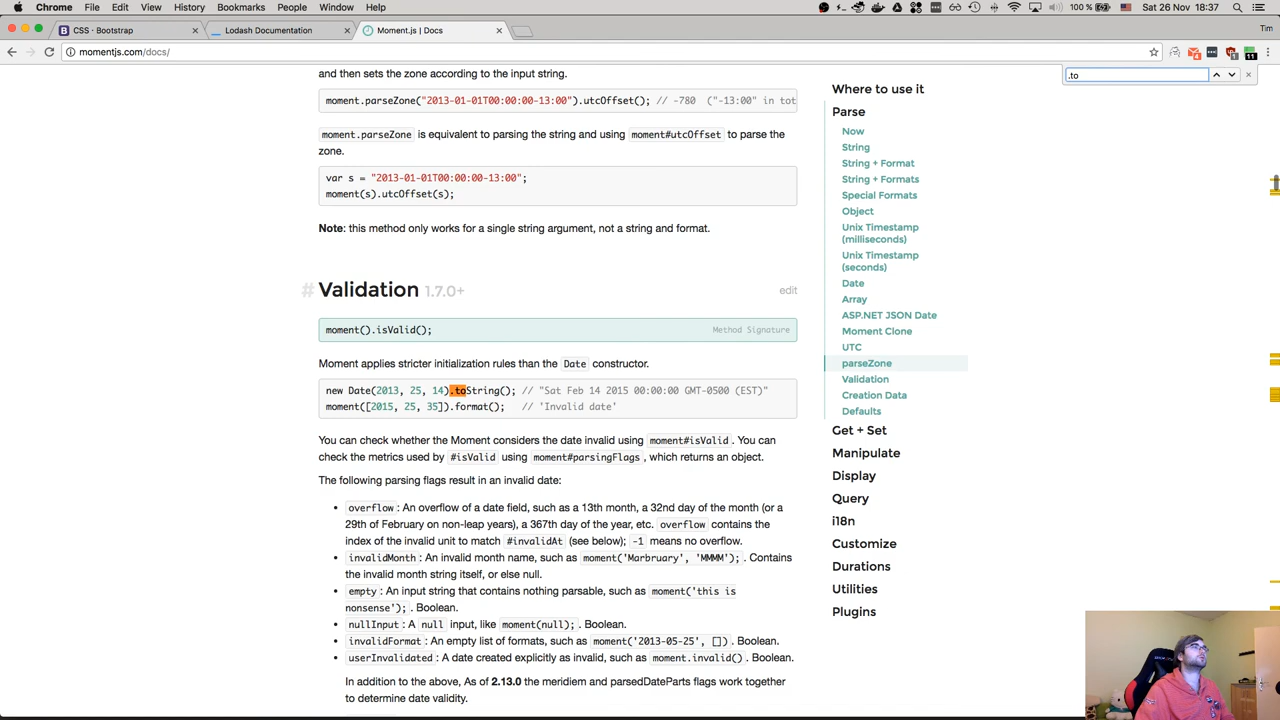 Chrome File Edit View History Bookmarks People Window Help 100 % Sat 26 Nov 18:37
CSS · Bootstrap × Lodash Documentation × Moment.js | Docs × Tim
momentjs.com/docs/
.to
and then sets the zone according to the input string.
moment.parseZone("2013-01-01T00:00:00-13:00").utcOffset(); // -780 ("-13:00" in tot
moment.parseZone is equivalent to parsing the string and using moment#utcOffset to parse the
zone.
var s = "2013-01-01T00:00:00-13:00";
moment(s).utcOffset(s);
Note: this method only works for a single string argument, not a string and format.
# Validation 1.7.0+ edit
moment().isValid(); Method Signature
Moment applies stricter initialization rules than the Date constructor.
new Date(2013, 25, 14).toString(); // "Sat Feb 14 2015 00:00:00 GMT-0500 (EST)"
moment([2015, 25, 35]).format(); // 'Invalid date'
You can check whether the Moment considers the date invalid using moment#isValid. You can
check the metrics used by #isValid using moment#parsingFlags, which returns an object.
The following parsing flags result in an invalid date:
• overflow: An overflow of a date field, such as a 13th month, a 32nd day of the month (or a
29th of February on non-leap years), a 367th day of the year, etc. overflow contains the
index of the invalid unit to match #invalidAt (see below); -1 means no overflow.
• invalidMonth: An invalid month name, such as moment('Marbruary', 'MMMM');. Contains
the invalid month string itself, or else null.
• empty: An input string that contains nothing parsable, such as moment('this is
nonsense');. Boolean.
• nullInput: A null input, like moment(null);. Boolean.
• invalidFormat: An empty list of formats, such as moment('2013-05-25', []). Boolean.
• userInvalidated: A date created explicitly as invalid, such as moment.invalid(). Boolean.
In addition to the above, As of 2.13.0 the meridiem and parsedDateParts flags work together
to determine date validity.
Where to use it
Parse
Now
String
String + Format
String + Formats
Special Formats
Object
Unix Timestamp
(milliseconds)
Unix Timestamp
(seconds)
Date
Array
ASP.NET JSON Date
Moment Clone
UTC
parseZone
Validation
Creation Data
Defaults
Get + Set
Manipulate
Display
Query
i18n
Customize
Durations
Utilities
Plugins